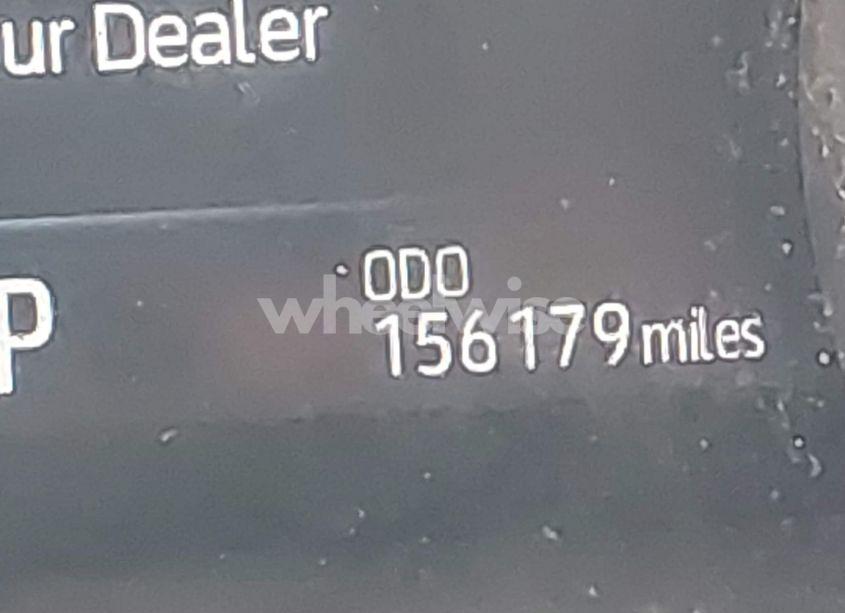 ur Dealer
P
ODO
wheelwise
156179 miles